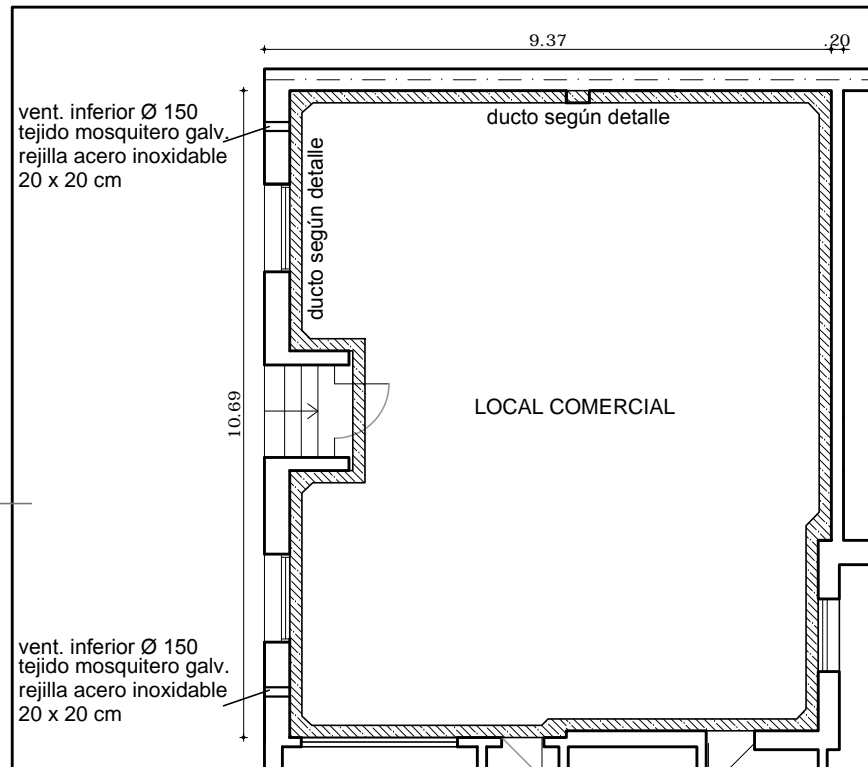 9.37
.20
vent. inferior Ø 150
tejido mosquitero galv.
rejilla acero inoxidable
20 x 20 cm
ducto según detalle
ducto según detalle
10.69
LOCAL COMERCIAL
vent. inferior Ø 150
tejido mosquitero galv.
rejilla acero inoxidable
20 x 20 cm